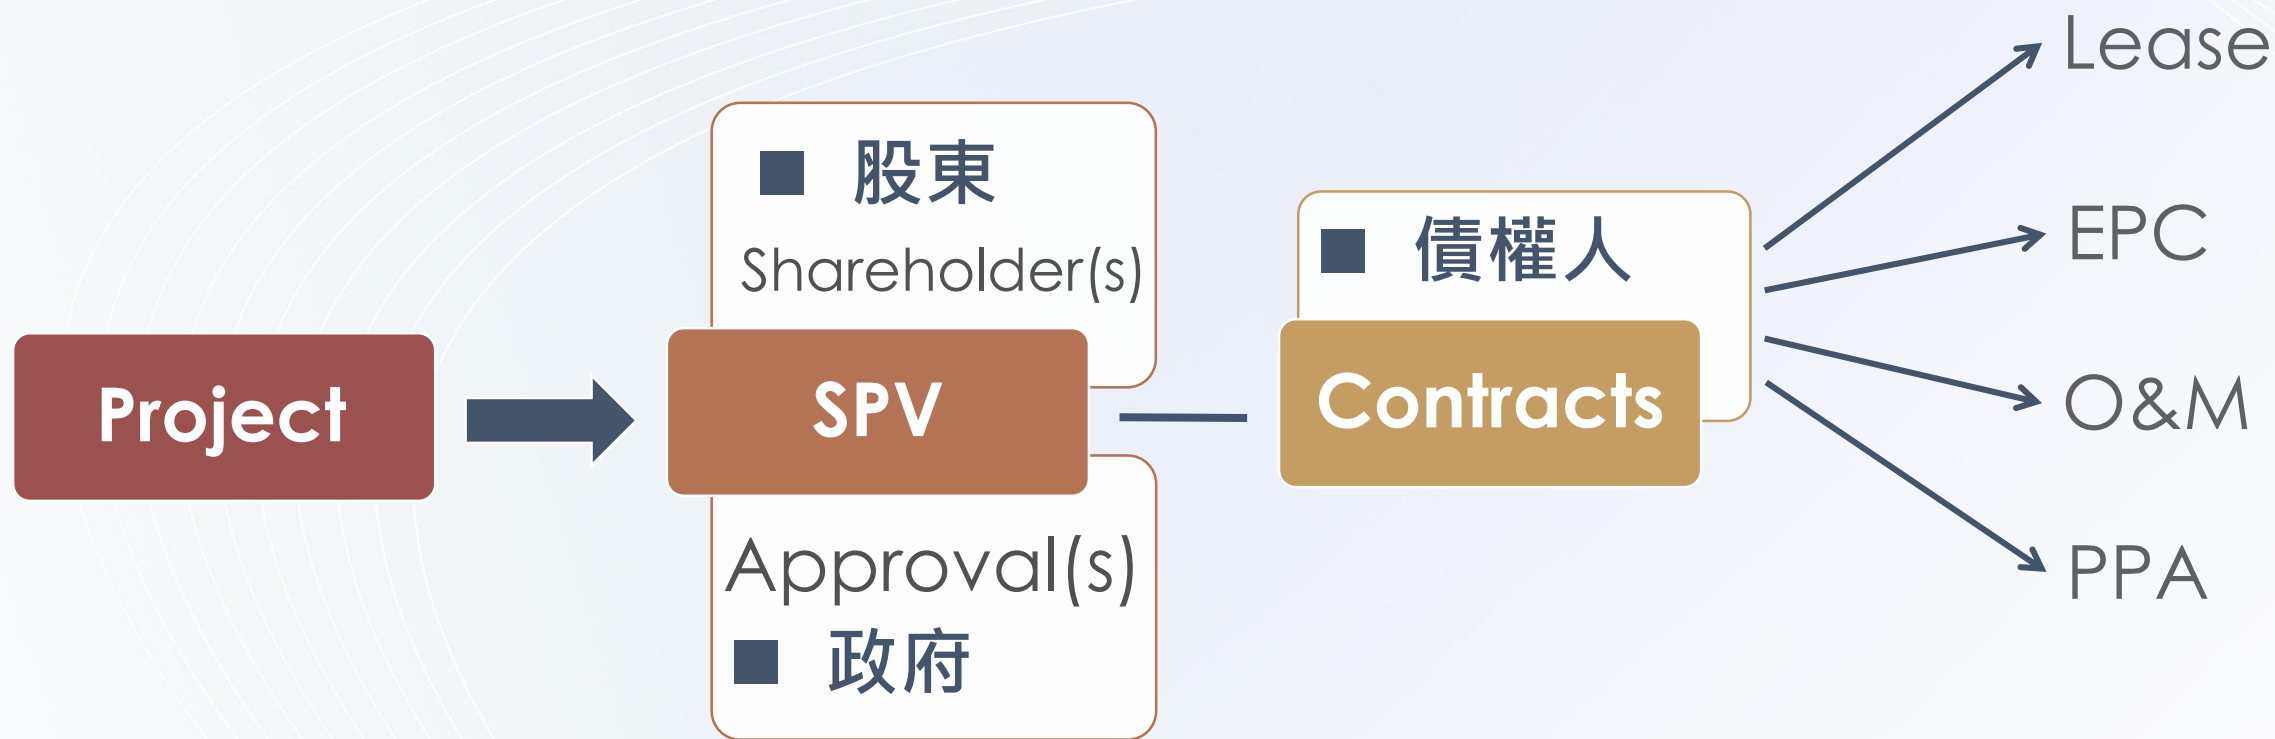 Project
■ 股東
Shareholder(s)
SPV
Approval(s)
■ 政府
■ 債權人
Contracts
Lease
EPC
O&M
PPA